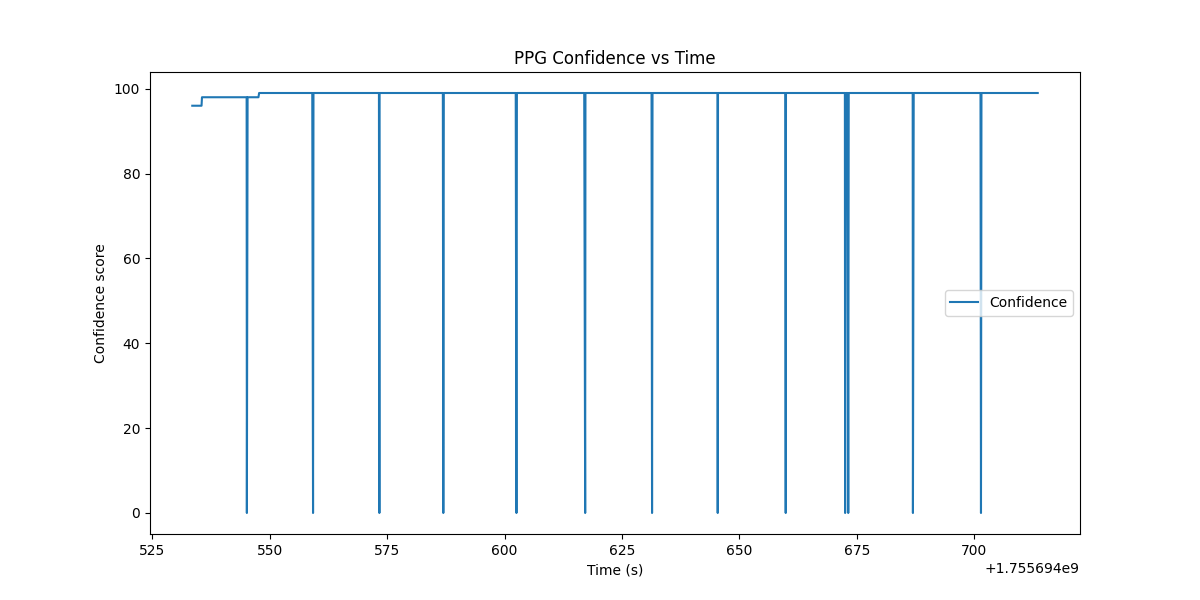 PPG Confidence vs Time
100
80
60
40
20
0
Confidence score
Confidence
525 550 575 600 625 650 675 700
Time (s)
+1.755694e9